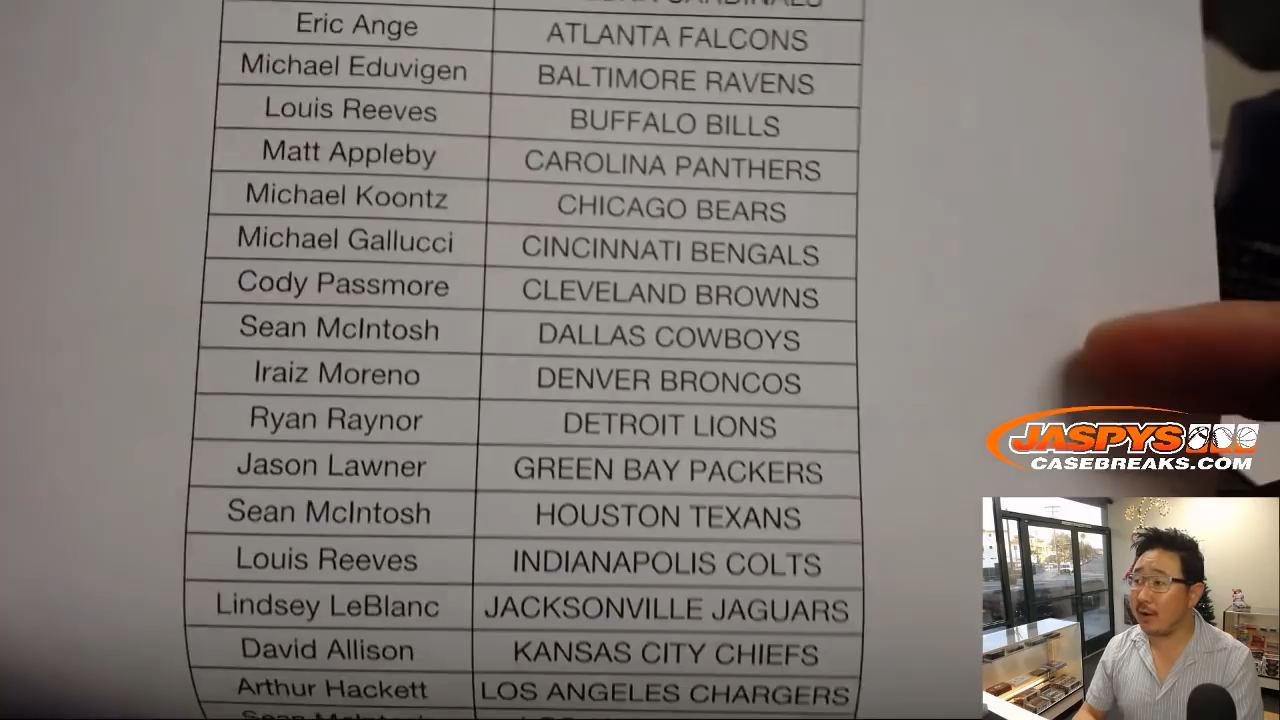 Eric Ange ATLANTA FALCONS
Michael Eduvigen BALTIMORE RAVENS
Louis Reeves BUFFALO BILLS
Matt Appleby CAROLINA PANTHERS
Michael Koontz CHICAGO BEARS
Michael Gallucci CINCINNATI BENGALS
Cody Passmore CLEVELAND BROWNS
Sean McIntosh DALLAS COWBOYS
Iraiz Moreno DENVER BRONCOS
Ryan Raynor DETROIT LIONS
Jason Lawner GREEN BAY PACKERS
Sean McIntosh HOUSTON TEXANS
Louis Reeves INDIANAPOLIS COLTS
Lindsey LeBlanc JACKSONVILLE JAGUARS
David Allison KANSAS CITY CHIEFS
Arthur Hackett LOS ANGELES CHARGERS
JASPYS
CASEBREAKS.COM